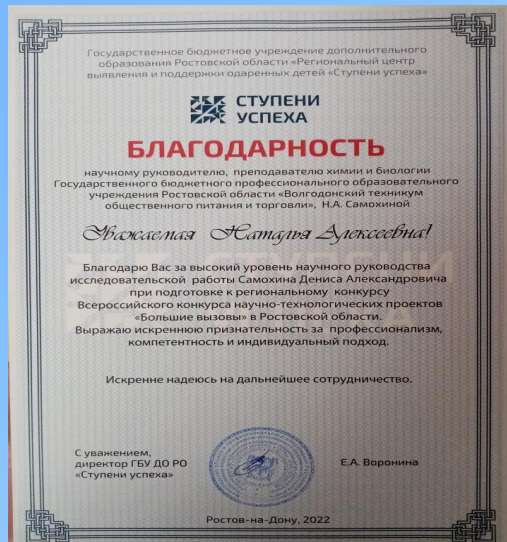 Государственное бюджетное учреждение дополнительного
образования Ростовской области «Региональный центр
выявления и поддержки одаренных детей «Ступени успеха»
СТУПЕНИ
УСПЕХА
БЛАГОДАРНОСТЬ
научному руководителю, преподавателю химии и биологии
Государственного бюджетного профессионального образовательного
учреждения Ростовской области «Волгодонский техникум
общественного питания и торговли», Н.А. Самохиной
Уважаемая Наталья Алексеевна!
Благодарю Вас за высокий уровень научного руководства
исследовательской работы Самохина Дениса Александровича
при подготовке к региональному конкурсу
Всероссийского конкурса научно-технологических проектов
«Большие вызовы» в Ростовской области.
Выражаю искреннюю признательность за профессионализм,
компетентность и индивидуальный подход.
Искренне надеюсь на дальнейшее сотрудничество.
С уважением,
директор ГБУ ДО РО
«Ступени успеха»
Е.А. Воронина
Ростов-на-Дону, 2022